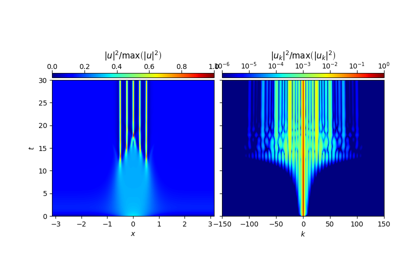 |u|²/max(|u|²)
|u_k|²/max(|u_k|²)
0.0 0.2 0.4 0.6 0.8 1.0
10⁻⁶ 10⁻⁵ 10⁻⁴ 10⁻³ 10⁻² 10⁻¹ 10⁰
30
25
20
15
10
5
0
t
−3 −2 −1 0 1 2 3
x
−150 −100 −50 0 50 100 150
k